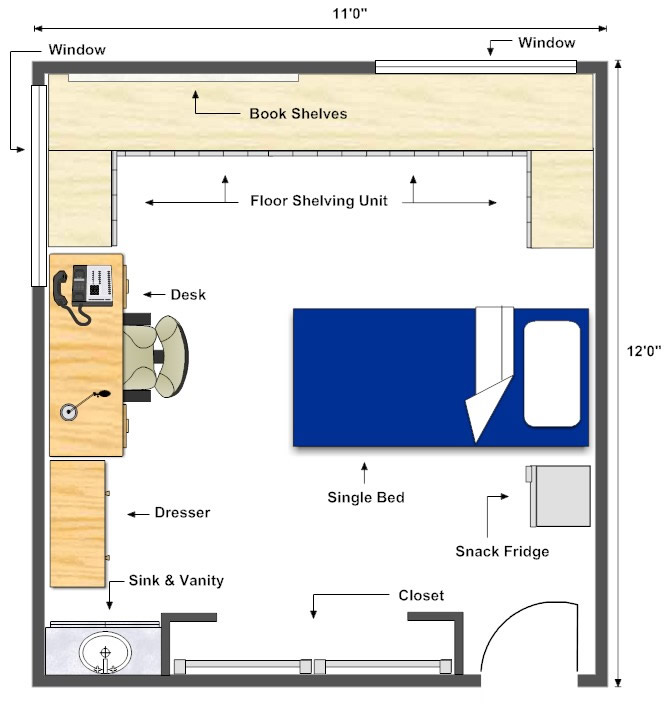 11'0"
Window
Window
Book Shelves
Floor Shelving Unit
Desk
12'0"
Single Bed
Dresser
Snack Fridge
Sink & Vanity
Closet